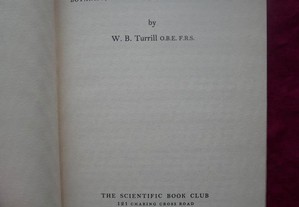 by
W. B. Turrill O.B.E. F.R.S.
THE SCIENTIFIC BOOK CLUB
121 CHARING CROSS ROAD